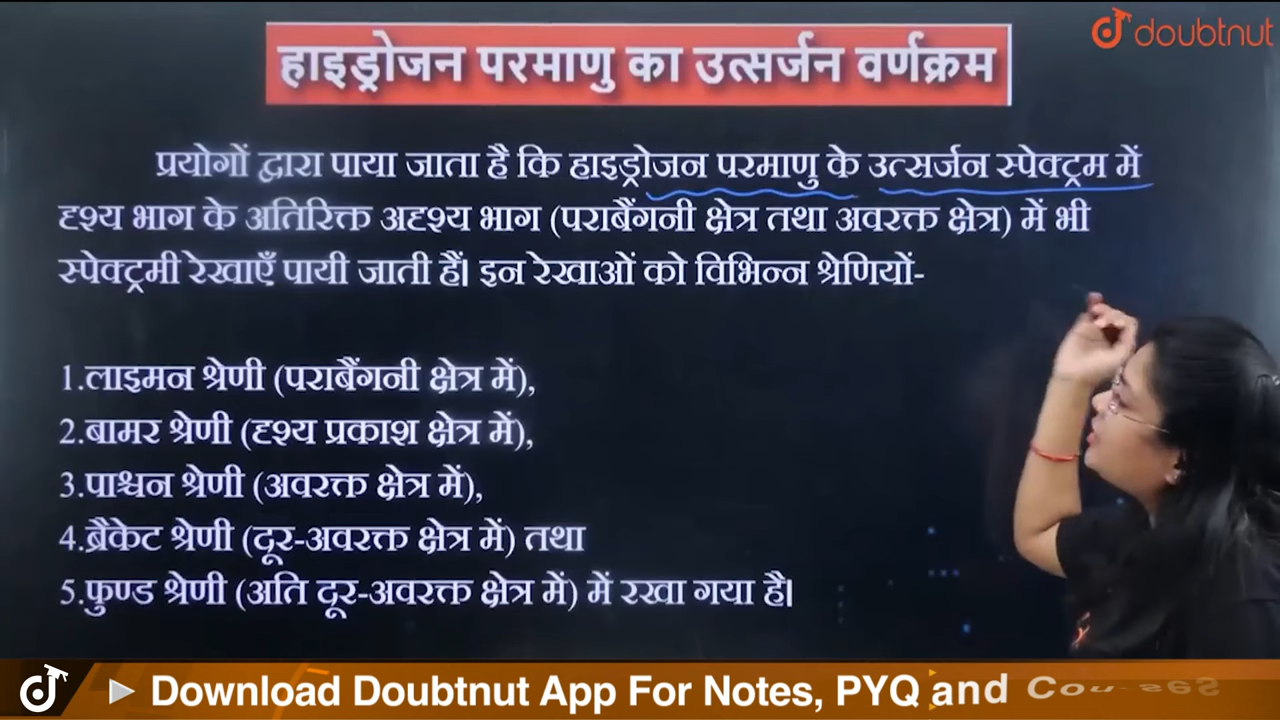 हाइड्रोजन परमाणु का उत्सर्जन वर्णक्रम
doubtnut
प्रयोगों द्वारा पाया जाता है कि हाइड्रोजन परमाणु के उत्सर्जन स्पेक्ट्रम में
दृश्य भाग के अतिरिक्त अदृश्य भाग (पराबैंगनी क्षेत्र तथा अवरक्त क्षेत्र) में भी
स्पेक्ट्रमी रेखाएँ पायी जाती हैं। इन रेखाओं को विभिन्न श्रेणियों-
1.लाइमन श्रेणी (पराबैंगनी क्षेत्र में),
2.बामर श्रेणी (दृश्य प्रकाश क्षेत्र में),
3.पाश्चन श्रेणी (अवरक्त क्षेत्र में),
4.ब्रैकेट श्रेणी (दूर-अवरक्त क्षेत्र में) तथा
5.फुण्ड श्रेणी (अति दूर-अवरक्त क्षेत्र में) में रखा गया है।
Download Doubtnut App For Notes, PYQ and